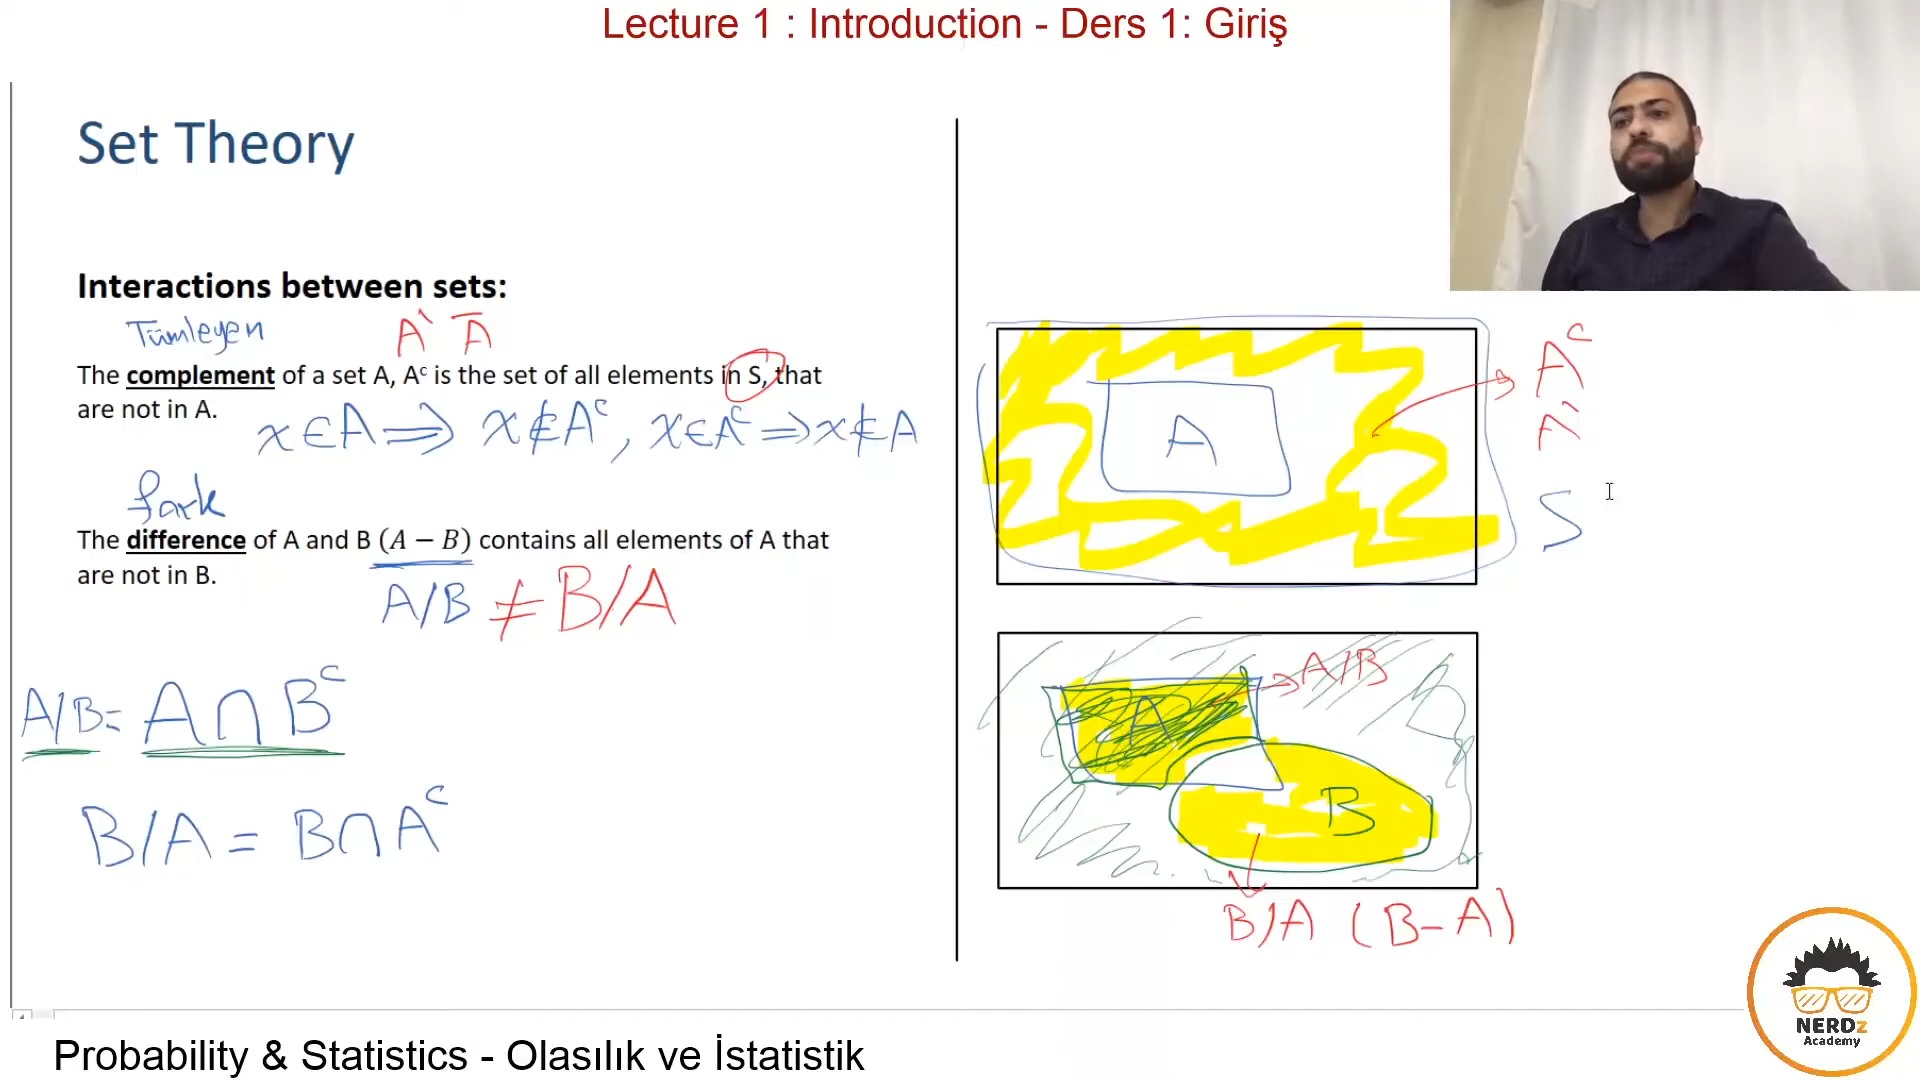 Lecture 1 : Introduction - Ders 1: Giriş
Set Theory
Interactions between sets:
Tümleyen A` A̅
The complement of a set A, Aᶜ is the set of all elements in S, that
are not in A.
x∈A ⟹ x∉Aᶜ, x∈Aᶜ ⟹ x∉A
fark
The difference of A and B (A − B) contains all elements of A that
are not in B.
A/B ≠ B/A
A/B = A∩Bᶜ
B/A = B∩Aᶜ
A
Aᶜ
A`
S
A/B
A
B
B/A (B-A)
NERDz
Academy
Probability & Statistics - Olasılık ve İstatistik